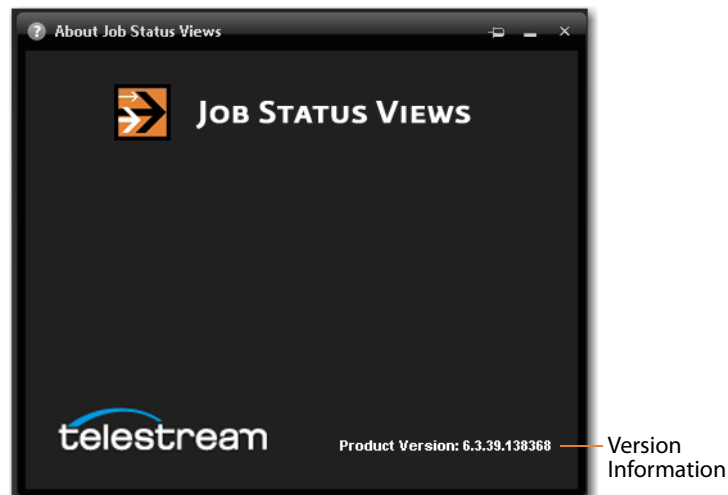 About Job Status Views
JOB STATUS VIEWS
telestream
Product Version: 6.3.39.138368
Version
Information